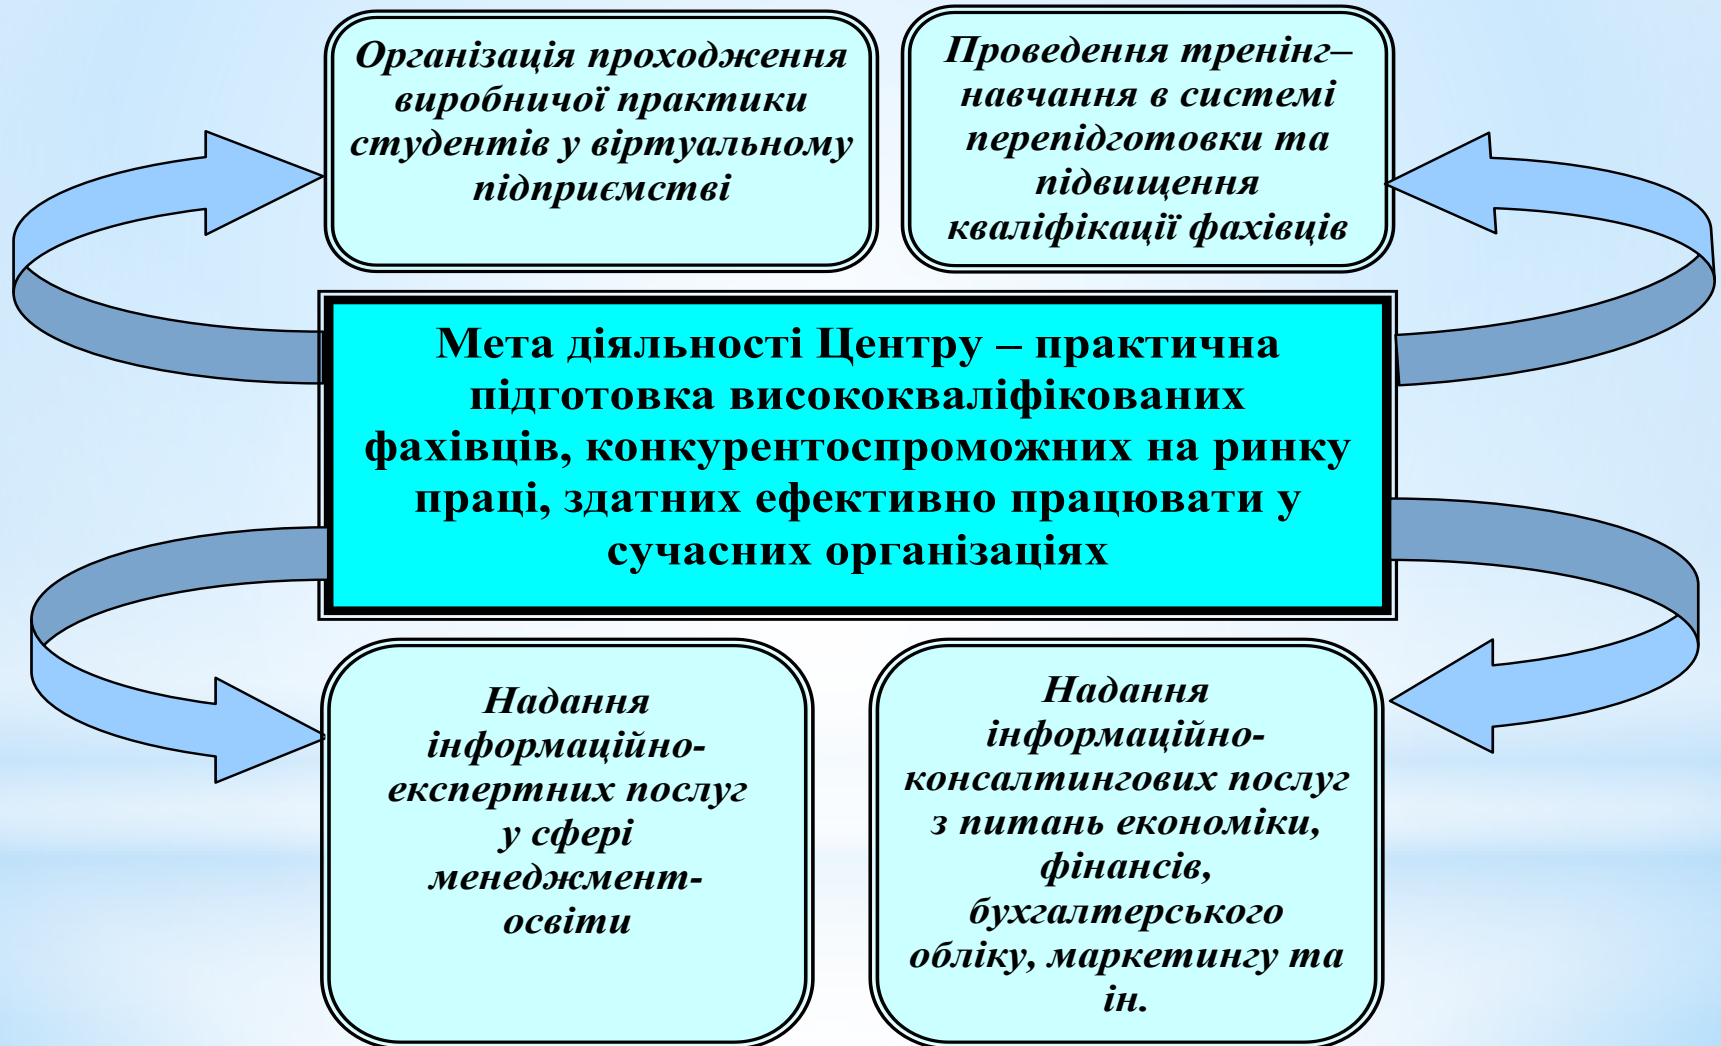 Організація проходження
виробничої практики
студентів у віртуальному
підприємстві
Проведення тренінг–
навчання в системі
перепідготовки та
підвищення
кваліфікації фахівців
Мета діяльності Центру – практична
підготовка висококваліфікованих
фахівців, конкурентоспроможних на ринку
праці, здатних ефективно працювати у
сучасних організаціях
Надання
інформаційно-
експертних послуг
у сфері
менеджмент-
освіти
Надання
інформаційно-
консалтингових послуг
з питань економіки,
фінансів,
бухгалтерського
обліку, маркетингу та
ін.